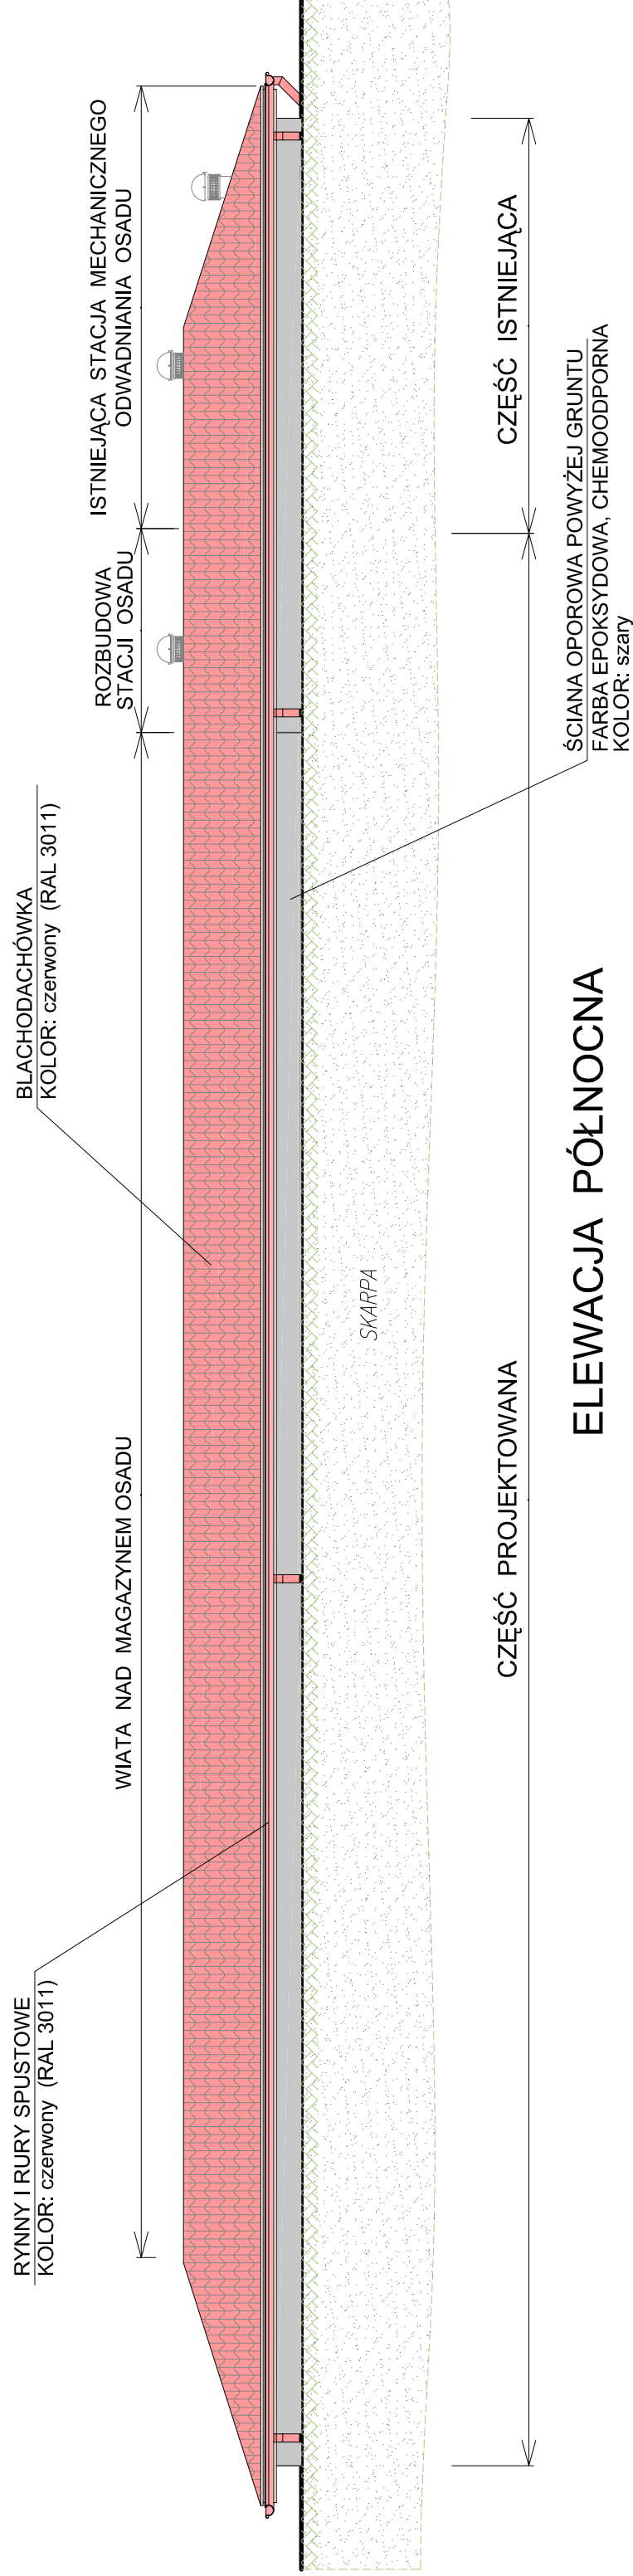 RYNNY I RURY SPUSTOWE
KOLOR: czerwony (RAL 3011)
BLACHODACHÓWKA
KOLOR: czerwony (RAL 3011)
WIATA NAD MAGAZYNEM OSADU
ROZBUDOWA
STACJI OSADU
ISTNIEJĄCA STACJA MECHANICZNEGO
ODWADNIANIA OSADU
SKARPA
CZĘŚĆ PROJEKTOWANA
CZĘŚĆ ISTNIEJĄCA
ŚCIANA OPOROWA POWYŻEJ GRUNTU
FARBA EPOKSYDOWA, CHEMOODPORNA
KOLOR: szary
ELEWACJA PÓŁNOCNA